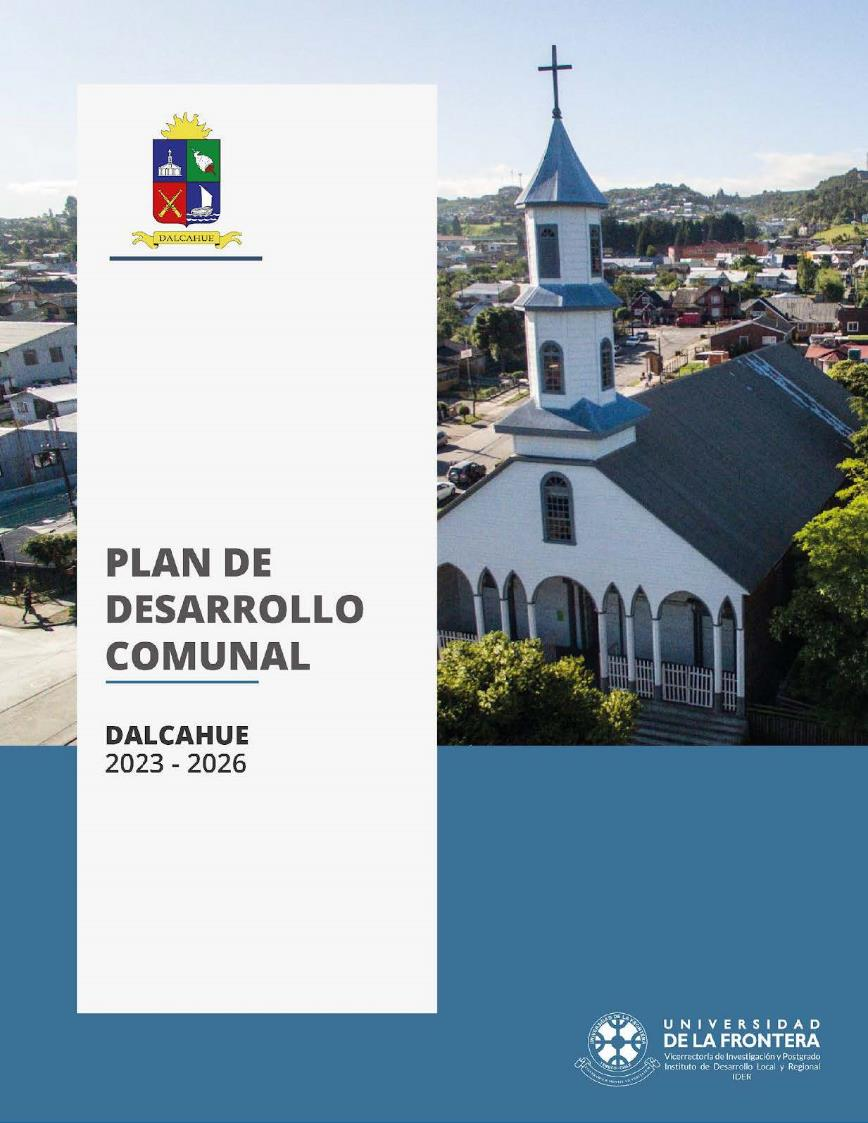 DALCAHUE
PLAN DE
DESARROLLO
COMUNAL
DALCAHUE
2023 - 2026
UNIVERSIDAD
DE LA FRONTERA
Vicerrectoría de Investigación y Postgrado
Instituto de Desarrollo Local y Regional
IDER